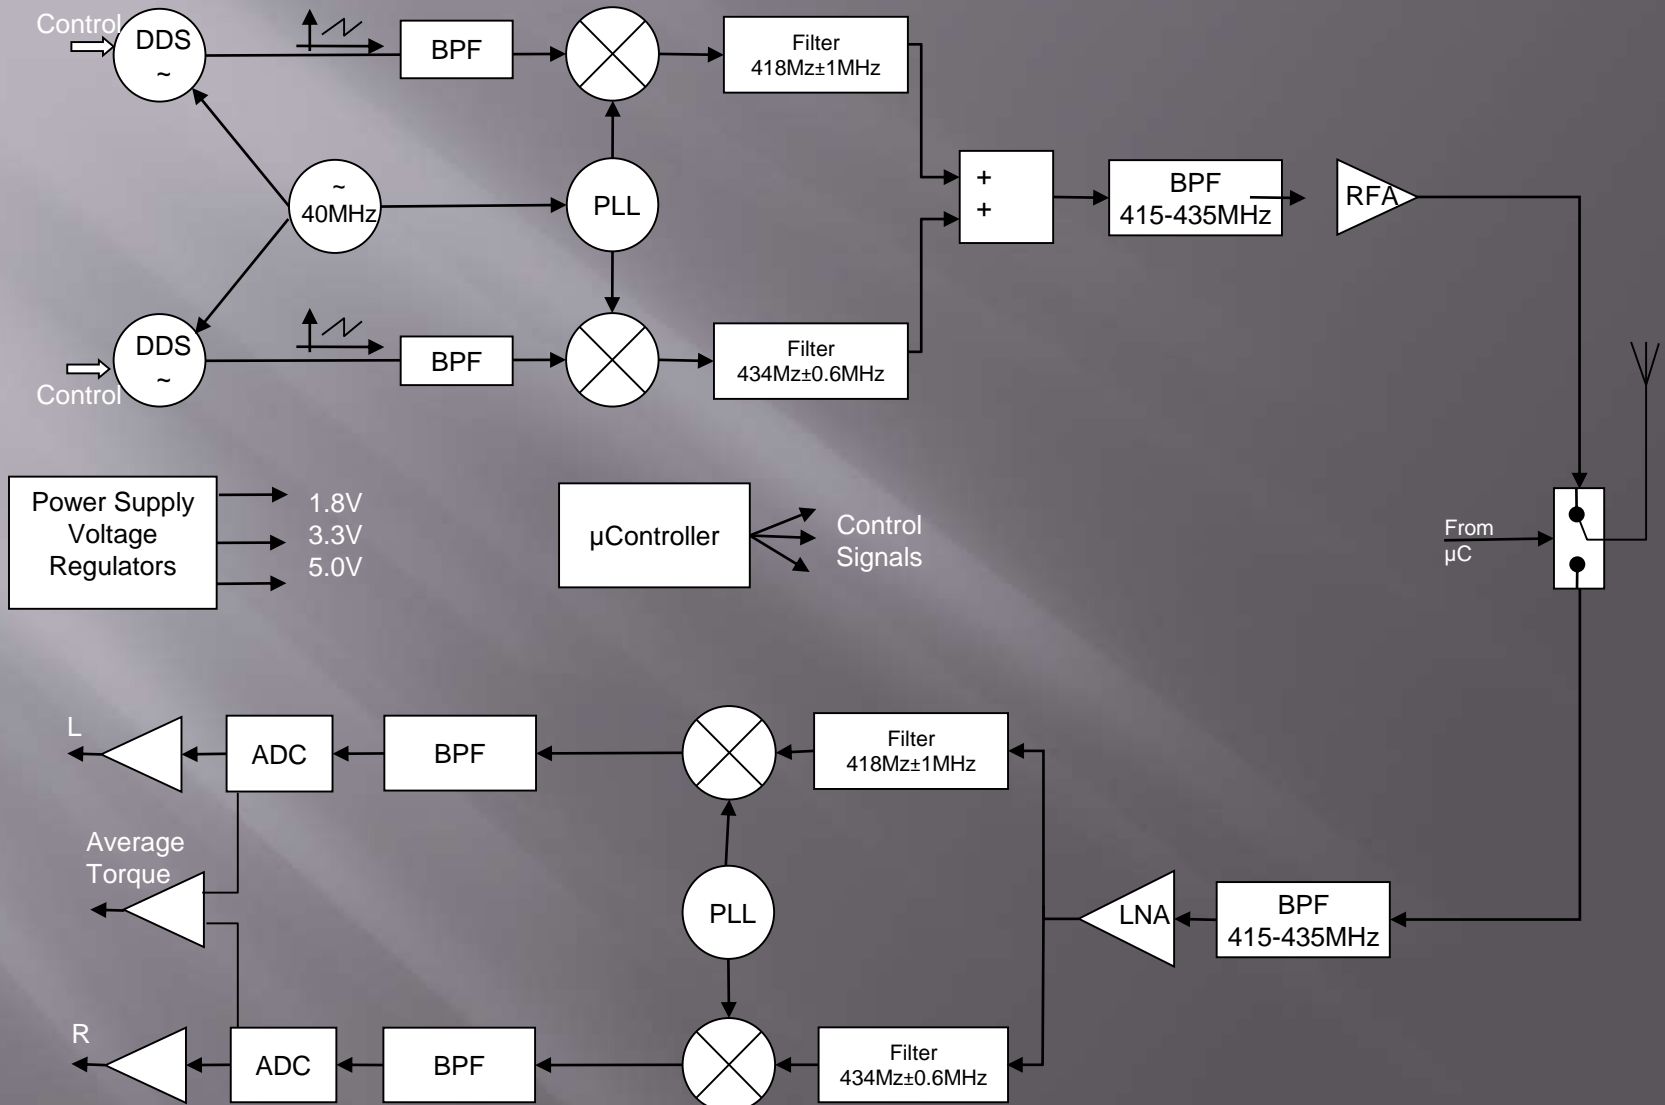 Control
DDS
~
BPF
Filter
418Mz±1MHz
~
40MHz
PLL
+
+
BPF
415-435MHz
RFA
DDS
~
Control
BPF
Filter
434Mz±0.6MHz
Power Supply
Voltage
Regulators
1.8V
3.3V
5.0V
µController
Control
Signals
From
µC
L
ADC
BPF
Filter
418Mz±1MHz
Average
Torque
PLL
LNA
BPF
415-435MHz
R
ADC
BPF
Filter
434Mz±0.6MHz